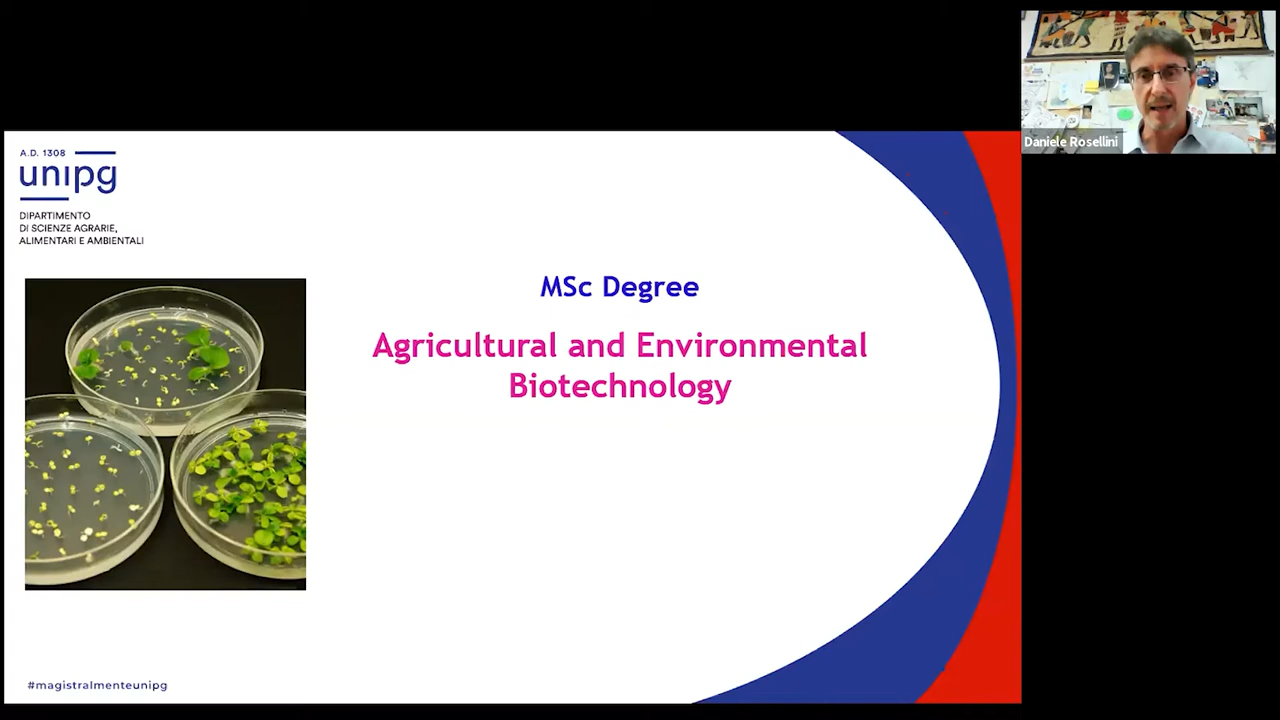 A.D. 1308
unipg
DIPARTIMENTO
DI SCIENZE AGRARIE,
ALIMENTARI E AMBIENTALI
MSc Degree
Agricultural and Environmental
Biotechnology
#magistralmenteunipg
Daniele Rosellini